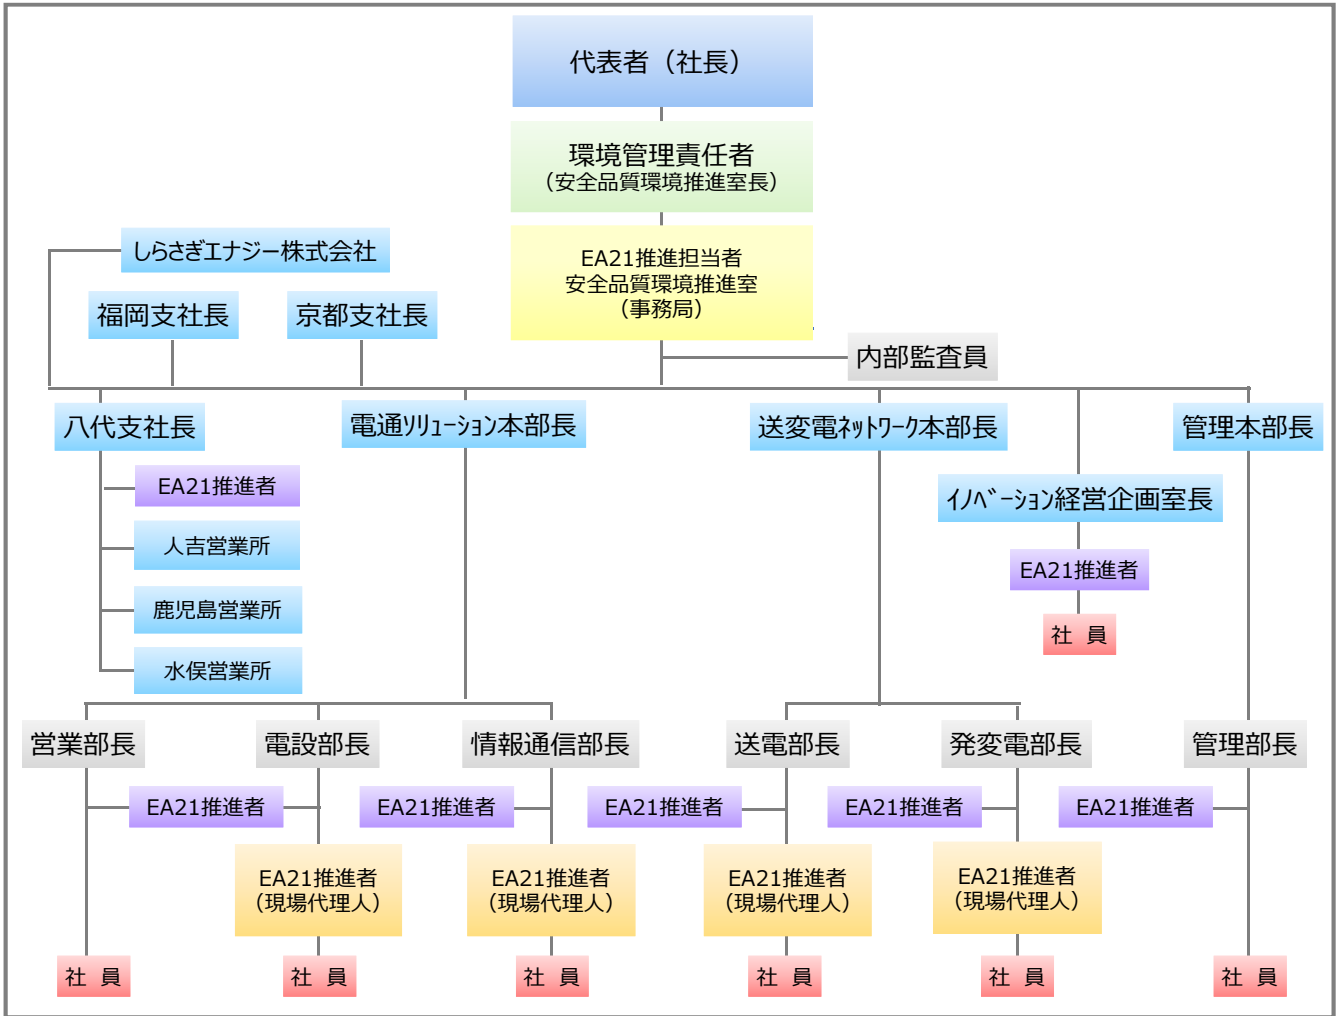 代表者（社長）
環境管理責任者
（安全品質環境推進室長）
EA21推進担当者
安全品質環境推進室
（事務局）
しらさぎエナジー株式会社
福岡支社長
京都支社長
内部監査員
八代支社長
電通ｿﾘｭｰｼｮﾝ本部長
送変電ﾈｯﾄﾜｰｸ本部長
管理本部長
EA21推進者
人吉営業所
鹿児島営業所
水俣営業所
ｲﾉﾍﾞｰｼｮﾝ経営企画室長
EA21推進者
社 員
営業部長
電設部長
情報通信部長
送電部長
発変電部長
管理部長
EA21推進者
EA21推進者
EA21推進者
EA21推進者
EA21推進者
EA21推進者
（現場代理人）
EA21推進者
（現場代理人）
EA21推進者
（現場代理人）
EA21推進者
（現場代理人）
社 員
社 員
社 員
社 員
社 員
社 員